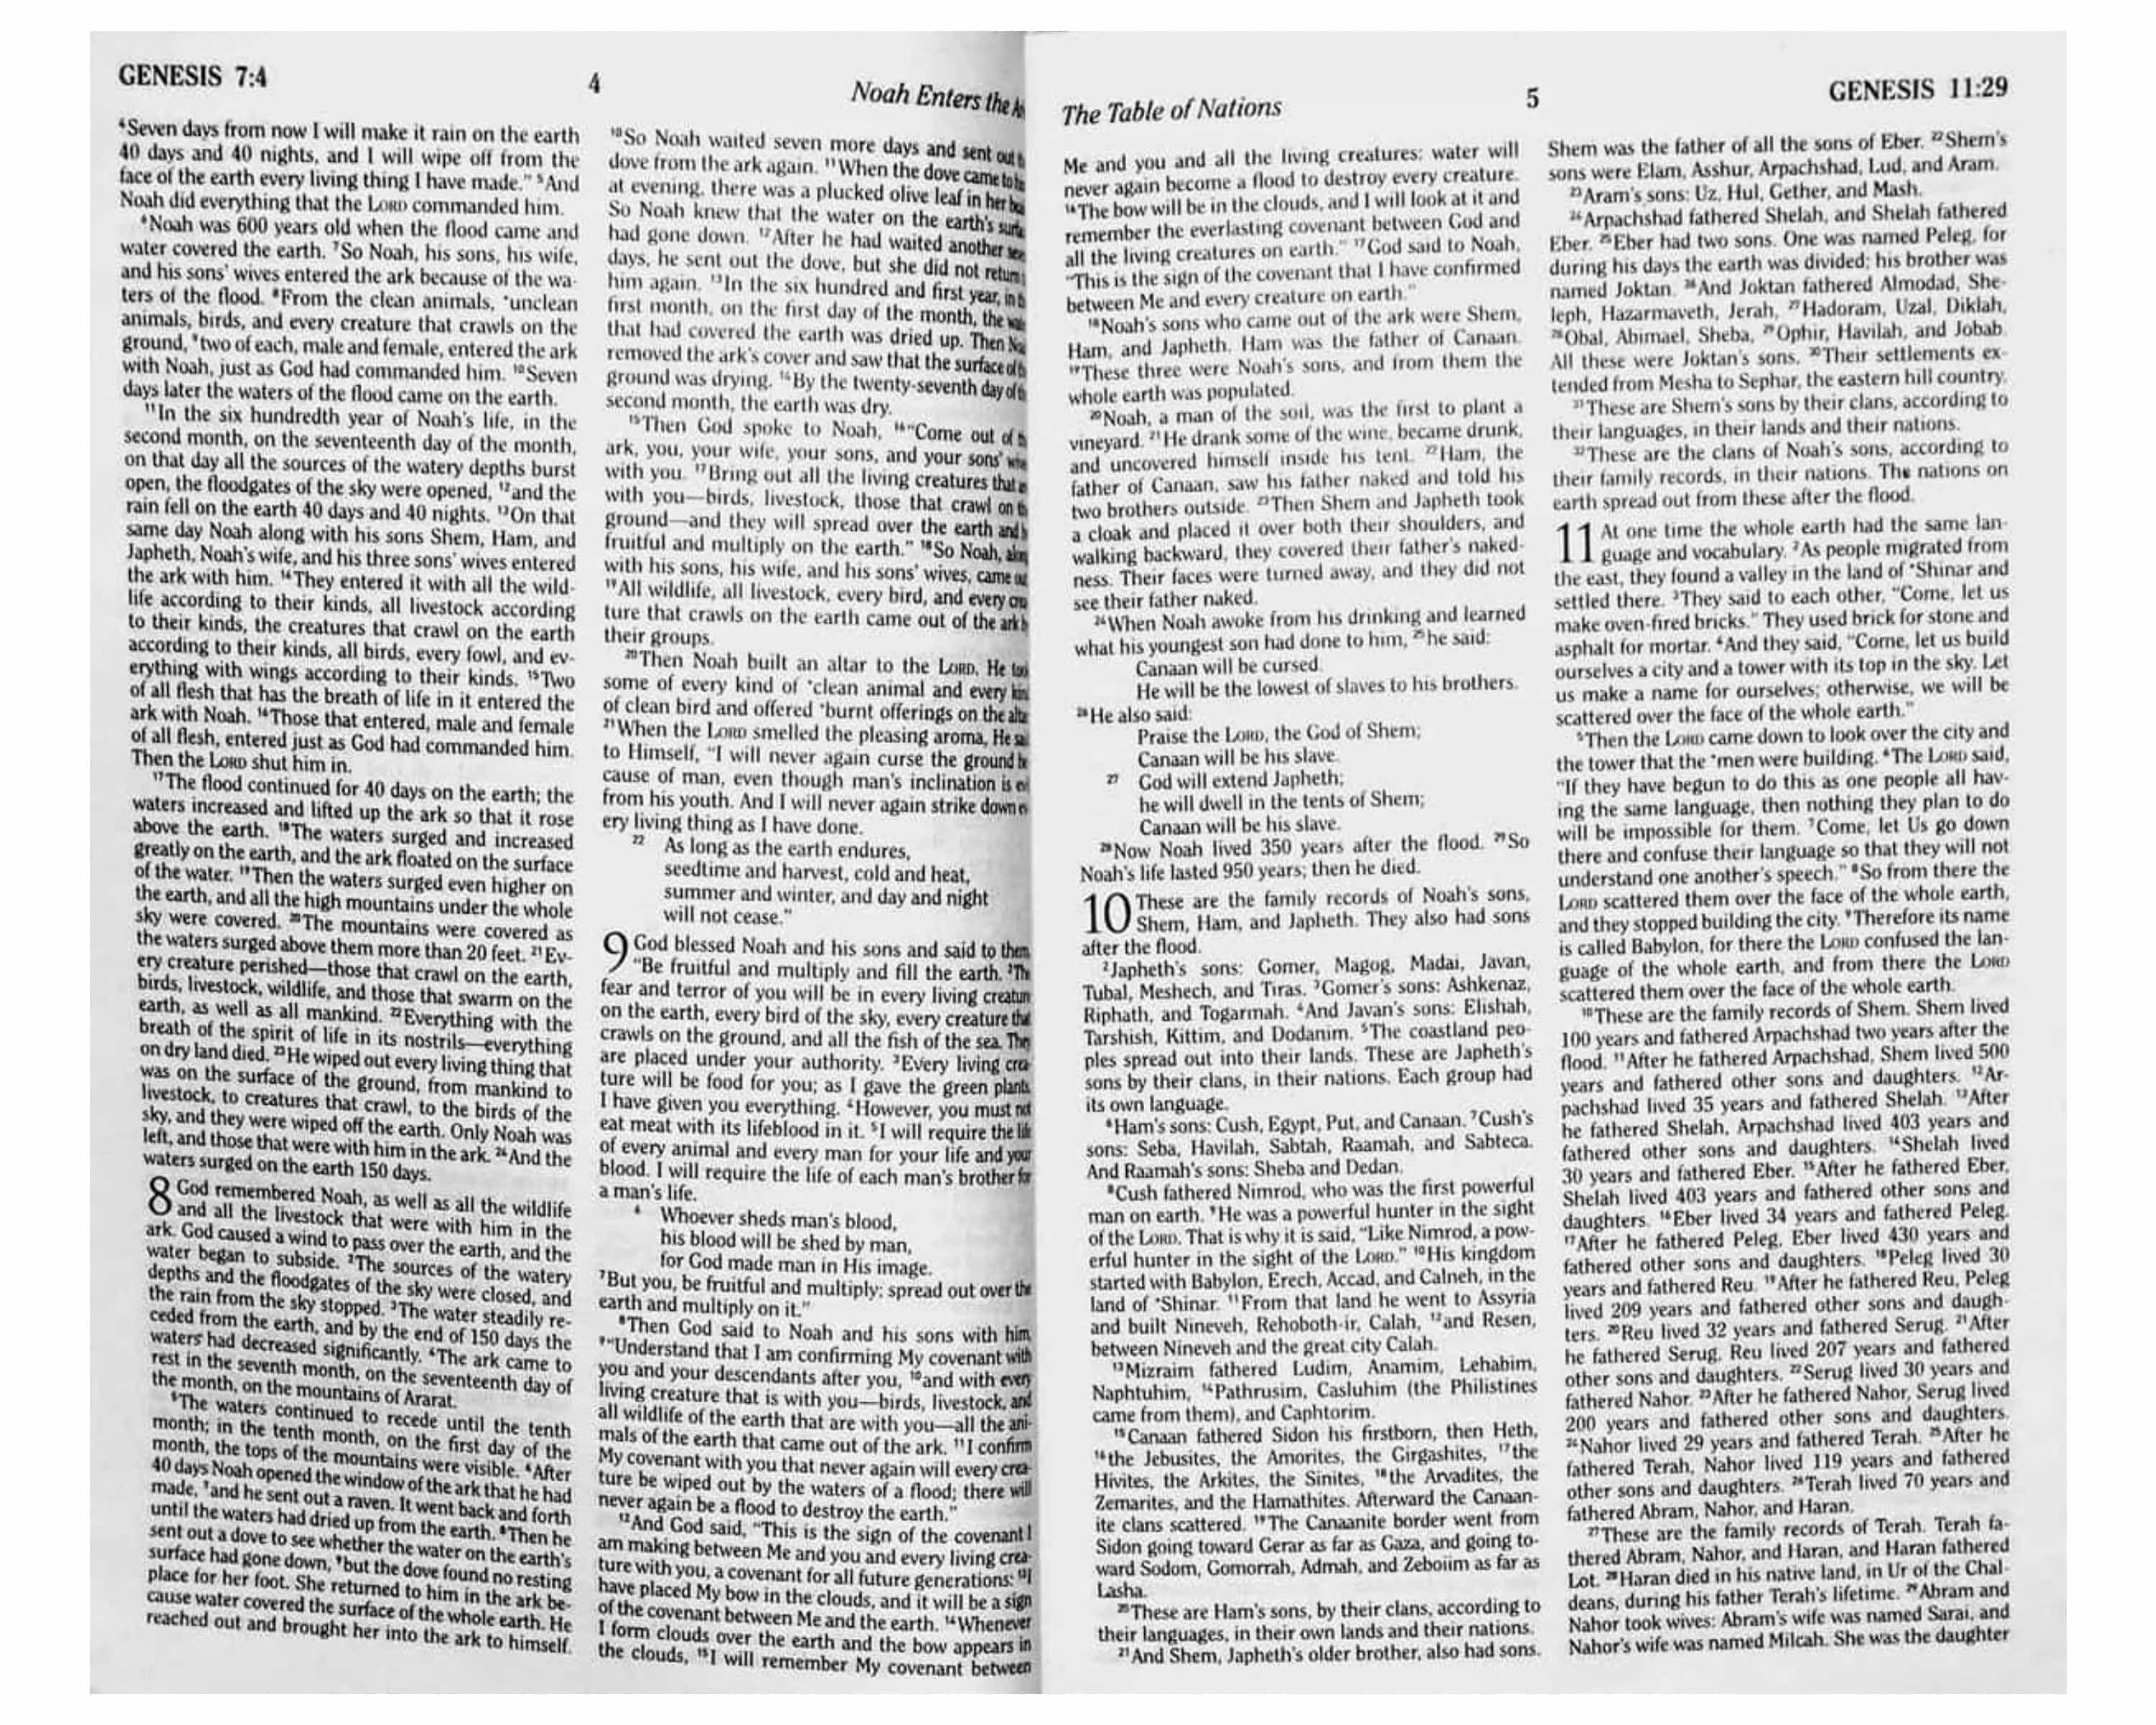 GENESIS 7:4
4
Noah Enters the
⁴Seven days from now I will make it rain on the earth
40 days and 40 nights, and I will wipe off from the
face of the earth every living thing I have made." ⁵And
Noah did everything that the LORD commanded him.
⁶Noah was 600 years old when the flood came and
water covered the earth. ⁷So Noah, his sons, his wife,
and his sons' wives entered the ark because of the wa-
ters of the flood. ⁸From the clean animals, *unclean
animals, birds, and every creature that crawls on the
ground, ⁹two of each, male and female, entered the ark
with Noah, just as God had commanded him. ¹⁰Seven
days later the waters of the flood came on the earth.
¹¹In the six hundredth year of Noah's life, in the
second month, on the seventeenth day of the month,
on that day all the sources of the watery depths burst
open, the floodgates of the sky were opened, ¹²and the
rain fell on the earth 40 days and 40 nights. ¹³On that
same day Noah along with his sons Shem, Ham, and
Japheth, Noah's wife, and his three sons' wives entered
the ark with him. ¹⁴They entered it with all the wild-
life according to their kinds, all livestock according
to their kinds, the creatures that crawl on the earth
according to their kinds, all birds, every fowl, and ev-
erything with wings according to their kinds. ¹⁵Two
of all flesh that has the breath of life in it entered the
ark with Noah. ¹⁶Those that entered, male and female
of all flesh, entered just as God had commanded him.
Then the LORD shut him in.
¹⁷The flood continued for 40 days on the earth; the
waters increased and lifted up the ark so that it rose
above the earth. ¹⁸The waters surged and increased
greatly on the earth, and the ark floated on the surface
of the water. ¹⁹Then the waters surged even higher on
the earth, and all the high mountains under the whole
sky were covered. ²⁰The mountains were covered as
the waters surged above them more than 20 feet. ²¹Ev-
ery creature perished—those that crawl on the earth,
birds, livestock, wildlife, and those that swarm on the
earth, as well as all mankind. ²²Everything with the
breath of the spirit of life in its nostrils—everything
on dry land died. ²³He wiped out every living thing that
was on the surface of the ground, from mankind to
livestock, to creatures that crawl, to the birds of the
sky, and they were wiped off the earth. Only Noah was
left, and those that were with him in the ark. ²⁴And the
waters surged on the earth 150 days.
8 God remembered Noah, as well as all the wildlife
and all the livestock that were with him in the
ark. God caused a wind to pass over the earth, and the
water began to subside. ²The sources of the watery
depths and the floodgates of the sky were closed, and
the rain from the sky stopped. ³The water steadily re-
ceded from the earth, and by the end of 150 days the
waters had decreased significantly. ⁴The ark came to
rest in the seventh month, on the seventeenth day of
the month, on the mountains of Ararat.
⁵The waters continued to recede until the tenth
month; in the tenth month, on the first day of the
month, the tops of the mountains were visible. ⁶After
40 days Noah opened the window of the ark that he had
made, ⁷and he sent out a raven. It went back and forth
until the waters had dried up from the earth. ⁸Then he
sent out a dove to see whether the water on the earth's
surface had gone down, ⁹but the dove found no resting
place for her foot. She returned to him in the ark be-
cause water covered the surface of the whole earth. He
reached out and brought her into the ark to himself.
¹⁰So Noah waited seven more days and sent out
dove from the ark again. ¹¹When the dove came to
at evening, there was a plucked olive leaf in her
So Noah knew that the water on the earth's
had gone down. ¹²After he had waited another
days, he sent out the dove, but she did not return
him again. ¹³In the six hundred and first year, in
first month, on the first day of the month, the
that had covered the earth was dried up. Then
removed the ark's cover and saw that the surface of
ground was drying. ¹⁴By the twenty-seventh day of
second month, the earth was dry.
¹⁵Then God spoke to Noah, ¹⁶"Come out of
ark, you, your wife, your sons, and your sons'
with you. ¹⁷Bring out all the living creatures that
with you—birds, livestock, those that crawl on
ground—and they will spread over the earth and
fruitful and multiply on the earth." ¹⁸So Noah,
with his sons, his wife, and his sons' wives, came
¹⁹All wildlife, all livestock, every bird, and every
ture that crawls on the earth came out of the ark
their groups.
²⁰Then Noah built an altar to the LORD. He
some of every kind of *clean animal and every
of clean bird and offered *burnt offerings on the
²¹When the LORD smelled the pleasing aroma, He
to Himself, "I will never again curse the ground
cause of man, even though man's inclination is
from his youth. And I will never again strike down
ery living thing as I have done.
²² As long as the earth endures,
seedtime and harvest, cold and heat,
summer and winter, and day and night
will not cease."
9 God blessed Noah and his sons and said to them,
"Be fruitful and multiply and fill the earth. ²The
fear and terror of you will be in every living creature
on the earth, every bird of the sky, every creature that
crawls on the ground, and all the fish of the sea. They
are placed under your authority. ³Every living crea-
ture will be food for you; as I gave the green plants,
I have given you everything. ⁴However, you must not
eat meat with its lifeblood in it. ⁵I will require the life
of every animal and every man for your life and your
blood. I will require the life of each man's brother for
a man's life.
⁶ Whoever sheds man's blood,
his blood will be shed by man,
for God made man in His image.
⁷But you, be fruitful and multiply; spread out over the
earth and multiply on it."
⁸Then God said to Noah and his sons with him,
⁹"Understand that I am confirming My covenant with
you and your descendants after you, ¹⁰and with every
living creature that is with you—birds, livestock, and
all wildlife of the earth that are with you—all the ani-
mals of the earth that came out of the ark. ¹¹I confirm
My covenant with you that never again will every crea-
ture be wiped out by the waters of a flood; there will
never again be a flood to destroy the earth."
¹²And God said, "This is the sign of the covenant I
am making between Me and you and every living crea-
ture with you, a covenant for all future generations: ¹³I
have placed My bow in the clouds, and it will be a sign
of the covenant between Me and the earth. ¹⁴Whenever
I form clouds over the earth and the bow appears in
the clouds, ¹⁵I will remember My covenant between
The Table of Nations
5
GENESIS 11:29
Me and you and all the living creatures: water will
never again become a flood to destroy every creature.
¹⁶The bow will be in the clouds, and I will look at it and
remember the everlasting covenant between God and
all the living creatures on earth." ¹⁷God said to Noah,
"This is the sign of the covenant that I have confirmed
between Me and every creature on earth."
¹⁸Noah's sons who came out of the ark were Shem,
Ham, and Japheth. Ham was the father of Canaan.
¹⁹These three were Noah's sons, and from them the
whole earth was populated.
²⁰Noah, a man of the soil, was the first to plant a
vineyard. ²¹He drank some of the wine, became drunk,
and uncovered himself inside his tent. ²²Ham, the
father of Canaan, saw his father naked and told his
two brothers outside. ²³Then Shem and Japheth took
a cloak and placed it over both their shoulders, and
walking backward, they covered their father's naked-
ness. Their faces were turned away, and they did not
see their father naked.
²⁴When Noah awoke from his drinking and learned
what his youngest son had done to him, ²⁵he said:
Canaan will be cursed.
He will be the lowest of slaves to his brothers.
²⁶He also said:
Praise the LORD, the God of Shem;
Canaan will be his slave.
²⁷ God will extend Japheth;
he will dwell in the tents of Shem;
Canaan will be his slave.
²⁸Now Noah lived 350 years after the flood. ²⁹So
Noah's life lasted 950 years; then he died.
10 These are the family records of Noah's sons,
Shem, Ham, and Japheth. They also had sons
after the flood.
²Japheth's sons: Gomer, Magog, Madai, Javan,
Tubal, Meshech, and Tiras. ³Gomer's sons: Ashkenaz,
Riphath, and Togarmah. ⁴And Javan's sons: Elishah,
Tarshish, Kittim, and Dodanim. ⁵The coastland peo-
ples spread out into their lands. These are Japheth's
sons by their clans, in their nations. Each group had
its own language.
⁶Ham's sons: Cush, Egypt, Put, and Canaan. ⁷Cush's
sons: Seba, Havilah, Sabtah, Raamah, and Sabteca.
And Raamah's sons: Sheba and Dedan.
⁸Cush fathered Nimrod, who was the first powerful
man on earth. ⁹He was a powerful hunter in the sight
of the LORD. That is why it is said, "Like Nimrod, a pow-
erful hunter in the sight of the LORD." ¹⁰His kingdom
started with Babylon, Erech, Accad, and Calneh, in the
land of *Shinar. ¹¹From that land he went to Assyria
and built Nineveh, Rehoboth-ir, Calah, ¹²and Resen,
between Nineveh and the great city Calah.
¹³Mizraim fathered Ludim, Anamim, Lehabim,
Naphtuhim, ¹⁴Pathrusim, Casluhim (the Philistines
came from them), and Caphtorim.
¹⁵Canaan fathered Sidon his firstborn, then Heth,
¹⁶the Jebusites, the Amorites, the Girgashites, ¹⁷the
Hivites, the Arkites, the Sinites, ¹⁸the Arvadites, the
Zemarites, and the Hamathites. Afterward the Canaan-
ite clans scattered. ¹⁹The Canaanite border went from
Sidon going toward Gerar as far as Gaza, and going to-
ward Sodom, Gomorrah, Admah, and Zeboiim as far as
Lasha.
²⁰These are Ham's sons, by their clans, according to
their languages, in their own lands and their nations.
²¹And Shem, Japheth's older brother, also had sons.
Shem was the father of all the sons of Eber. ²²Shem's
sons were Elam, Asshur, Arpachshad, Lud, and Aram.
²³Aram's sons: Uz, Hul, Gether, and Mash.
²⁴Arpachshad fathered Shelah, and Shelah fathered
Eber. ²⁵Eber had two sons. One was named Peleg, for
during his days the earth was divided; his brother was
named Joktan. ²⁶And Joktan fathered Almodad, She-
leph, Hazarmaveth, Jerah, ²⁷Hadoram, Uzal, Diklah,
²⁸Obal, Abimael, Sheba, ²⁹Ophir, Havilah, and Jobab.
All these were Joktan's sons. ³⁰Their settlements ex-
tended from Mesha to Sephar, the eastern hill country.
³¹These are Shem's sons by their clans, according to
their languages, in their lands and their nations.
³²These are the clans of Noah's sons, according to
their family records, in their nations. The nations on
earth spread out from these after the flood.
11 At one time the whole earth had the same lan-
guage and vocabulary. ²As people migrated from
the east, they found a valley in the land of *Shinar and
settled there. ³They said to each other, "Come, let us
make oven-fired bricks." They used brick for stone and
asphalt for mortar. ⁴And they said, "Come, let us build
ourselves a city and a tower with its top in the sky. Let
us make a name for ourselves; otherwise, we will be
scattered over the face of the whole earth."
⁵Then the LORD came down to look over the city and
the tower that the *men were building. ⁶The LORD said,
"If they have begun to do this as one people all hav-
ing the same language, then nothing they plan to do
will be impossible for them. ⁷Come, let Us go down
there and confuse their language so that they will not
understand one another's speech." ⁸So from there the
LORD scattered them over the face of the whole earth,
and they stopped building the city. ⁹Therefore its name
is called Babylon, for there the LORD confused the lan-
guage of the whole earth, and from there the LORD
scattered them over the face of the whole earth.
¹⁰These are the family records of Shem. Shem lived
100 years and fathered Arpachshad two years after the
flood. ¹¹After he fathered Arpachshad, Shem lived 500
years and fathered other sons and daughters. ¹²Ar-
pachshad lived 35 years and fathered Shelah. ¹³After
he fathered Shelah, Arpachshad lived 403 years and
fathered other sons and daughters. ¹⁴Shelah lived
30 years and fathered Eber. ¹⁵After he fathered Eber,
Shelah lived 403 years and fathered other sons and
daughters. ¹⁶Eber lived 34 years and fathered Peleg.
¹⁷After he fathered Peleg, Eber lived 430 years and
fathered other sons and daughters. ¹⁸Peleg lived 30
years and fathered Reu. ¹⁹After he fathered Reu, Peleg
lived 209 years and fathered other sons and daugh-
ters. ²⁰Reu lived 32 years and fathered Serug. ²¹After
he fathered Serug, Reu lived 207 years and fathered
other sons and daughters. ²²Serug lived 30 years and
fathered Nahor. ²³After he fathered Nahor, Serug lived
200 years and fathered other sons and daughters.
²⁴Nahor lived 29 years and fathered Terah. ²⁵After he
fathered Terah, Nahor lived 119 years and fathered
other sons and daughters. ²⁶Terah lived 70 years and
fathered Abram, Nahor, and Haran.
²⁷These are the family records of Terah. Terah fa-
thered Abram, Nahor, and Haran, and Haran fathered
Lot. ²⁸Haran died in his native land, in Ur of the Chal-
deans, during his father Terah's lifetime. ²⁹Abram and
Nahor took wives: Abram's wife was named Sarai, and
Nahor's wife was named Milcah. She was the daughter